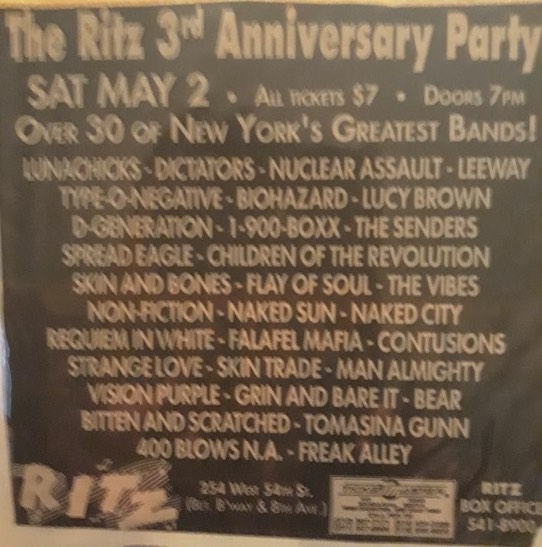 The Ritz 3rd Anniversary Party
SAT MAY 2 • ALL TICKETS $7 • DOORS 7PM
OVER 30 OF NEW YORK'S GREATEST BANDS!
LUNACHICKS - DICTATORS - NUCLEAR ASSAULT - LEEWAY
TYPE-O-NEGATIVE - BIOHAZARD - LUCY BROWN
D-GENERATION - 1-900-BOXX - THE SENDERS
SPREAD EAGLE - CHILDREN OF THE REVOLUTION
SKIN AND BONES - FLAY OF SOUL - THE VIBES
NON-FICTION - NAKED SUN - NAKED CITY
REQUIEM IN WHITE - FALAFEL MAFIA - CONTUSIONS
STRANGE LOVE - SKIN TRADE - MAN ALMIGHTY
VISION PURPLE - GRIN AND BARE IT - BEAR
BITTEN AND SCRATCHED - TOMASINA GUNN
400 BLOWS N.A. - FREAK ALLEY
RITZ
254 WEST 54TH ST.
(BET. B'WAY & 8TH AVE.)
RITZ
BOX OFFICE
541-8900